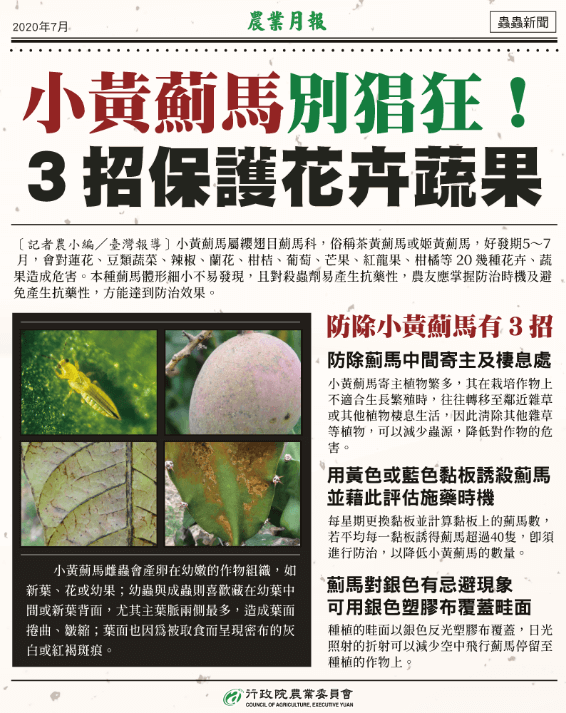 2020年7月
農業月報
蟲蟲新聞
小黃薊馬別猖狂！
3 招保護花卉蔬果
［記者農小編／臺灣報導］小黃薊馬屬纓翅目薊馬科，俗稱茶黃薊馬或姬黃薊馬，好發期5～7
月，會對蓮花、豆類蔬菜、辣椒、蘭花、柑桔、葡萄、芒果、紅龍果、柑橘等 20 幾種花卉、蔬
果造成危害。本種薊馬體形細小不易發現，且對殺蟲劑易產生抗藥性，農友應掌握防治時機及避
免產生抗藥性，方能達到防治效果。
小黃薊馬雌蟲會產卵在幼嫩的作物組織，如
新葉、花或幼果；幼蟲與成蟲則喜歡藏在幼葉中
間或新葉背面，尤其主葉脈兩側最多，造成葉面
捲曲、皺縮；葉面也因為被取食而呈現密布的灰
白或紅褐斑痕。
防除小黃薊馬有 3 招
防除薊馬中間寄主及棲息處
小黃薊馬寄主植物繁多，其在栽培作物上
不適合生長繁殖時，往往轉移至鄰近雜草
或其他植物棲息生活，因此清除其他雜草
等植物，可以減少蟲源，降低對作物的危
害。
用黃色或藍色黏板誘殺薊馬
並藉此評估施藥時機
每星期更換黏板並計算黏板上的薊馬數，
若平均每一黏板誘得薊馬超過40隻，即須
進行防治，以降低小黃薊馬的數量。
薊馬對銀色有忌避現象
可用銀色塑膠布覆蓋畦面
種植的畦面以銀色反光塑膠布覆蓋，日光
照射的折射可以減少空中飛行薊馬停留至
種植的作物上。
行政院農業委員會
COUNCIL OF AGRICULTURE, EXECUTIVE YUAN